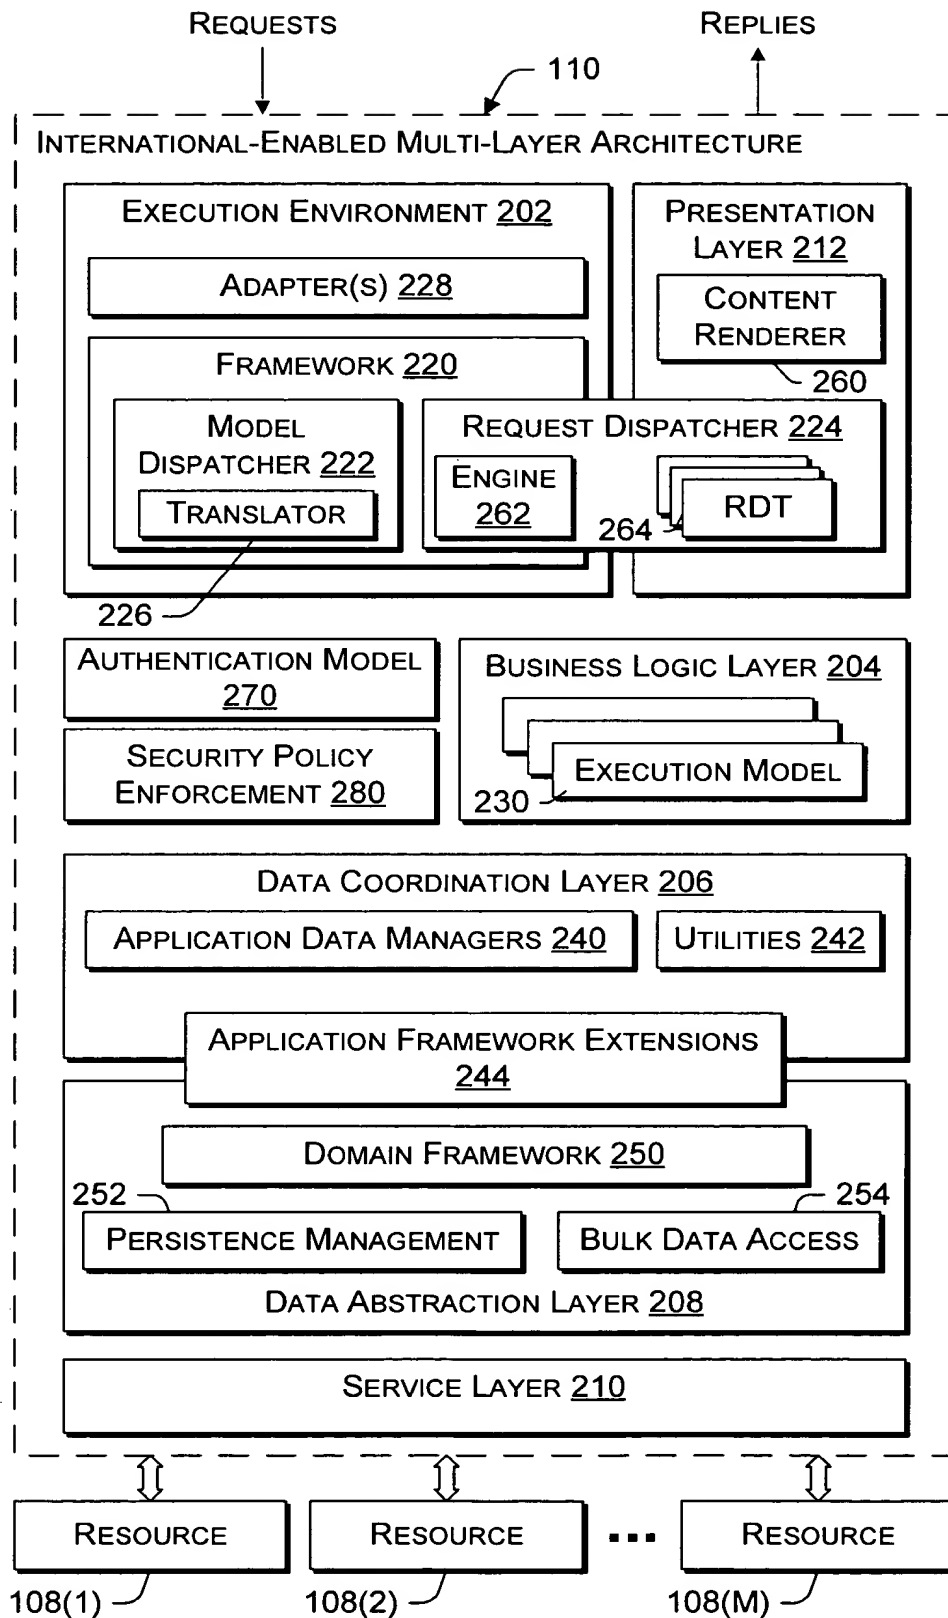 REQUESTS
REPLIES
110
INTERNATIONAL-ENABLED MULTI-LAYER ARCHITECTURE
EXECUTION ENVIRONMENT 202
ADAPTER(S) 228
FRAMEWORK 220
MODEL
DISPATCHER 222
TRANSLATOR
226
PRESENTATION
LAYER 212
CONTENT
RENDERER
260
REQUEST DISPATCHER 224
ENGINE
262
264
RDT
AUTHENTICATION MODEL
270
SECURITY POLICY
ENFORCEMENT 280
BUSINESS LOGIC LAYER 204
EXECUTION MODEL
230
DATA COORDINATION LAYER 206
APPLICATION DATA MANAGERS 240
UTILITIES 242
APPLICATION FRAMEWORK EXTENSIONS
244
DOMAIN FRAMEWORK 250
252
254
PERSISTENCE MANAGEMENT
BULK DATA ACCESS
DATA ABSTRACTION LAYER 208
SERVICE LAYER 210
RESOURCE
RESOURCE
...
RESOURCE
108(1)
108(2)
108(M)